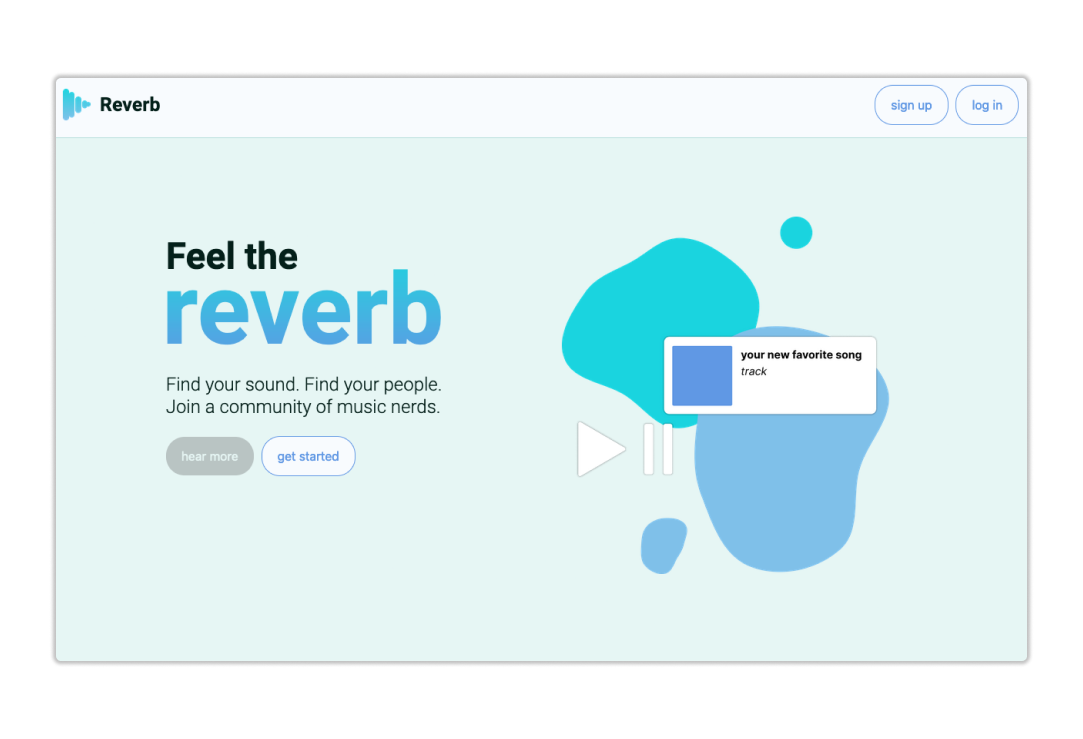 Reverb
sign up
log in
Feel the
reverb
Find your sound. Find your people.
Join a community of music nerds.
hear more
get started
your new favorite song
track